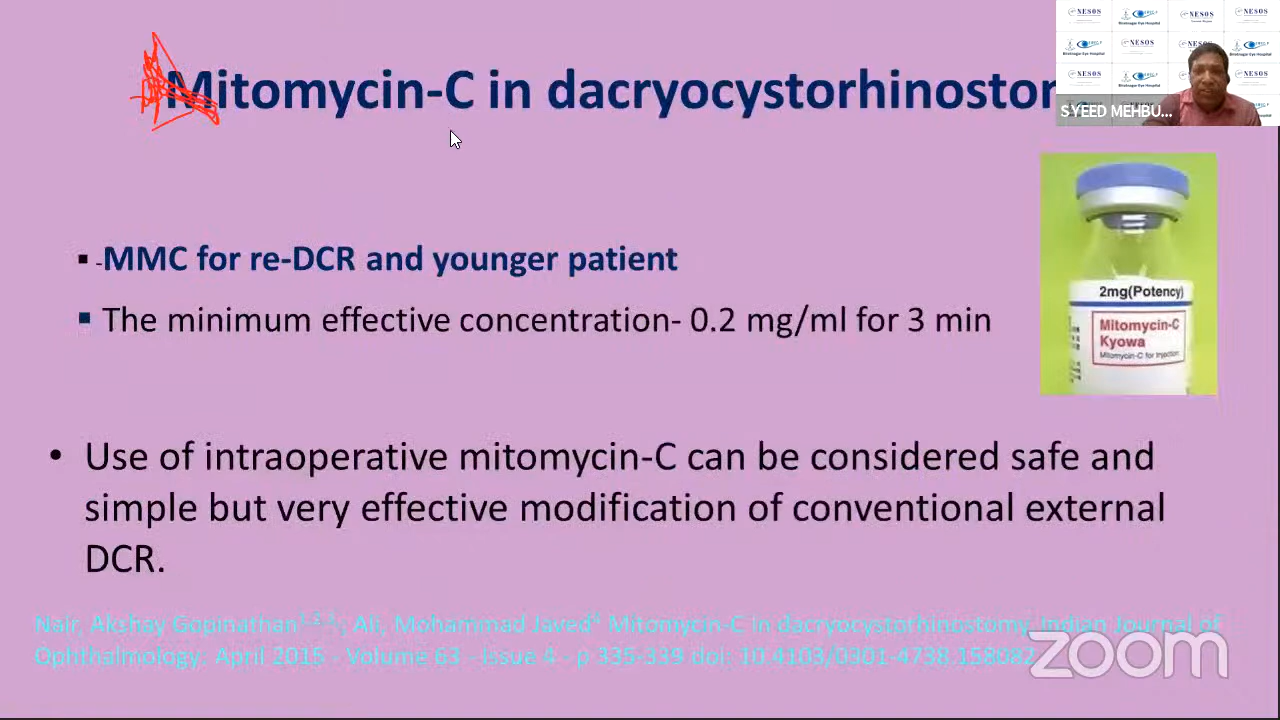 Mitomycin-C in dacryocystorhinostom
SYEED MEHBU...
-MMC for re-DCR and younger patient
The minimum effective concentration- 0.2 mg/ml for 3 min
2mg(Potency)
Mitomycin-C
Kyowa
Mitomycin-C for Injection
Use of intraoperative mitomycin-C can be considered safe and
simple but very effective modification of conventional external
DCR.
Nair, Akshay Gopinathan; Ali, Mohammad Javed Mitomycin-C in dacryocystorhinostomy, Indian Journal of
Ophthalmology: April 2015 - Volume 63 - Issue 4 - p 335-339 doi: 10.4103/0301-4738.158082
zoom
NESOS
Bhatnagar Eye Hospital